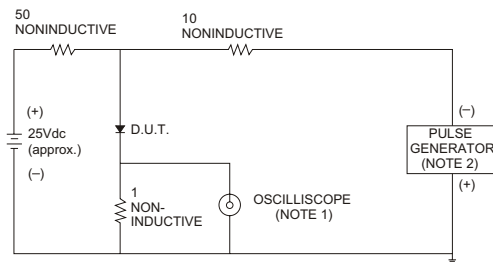 50
NONINDUCTIVE
10
NONINDUCTIVE
(+)
25Vdc
(approx.)
(–)
D.U.T.
1
NON-
INDUCTIVE
OSCILLISCOPE
(NOTE 1)
(–)
PULSE
GENERATOR
(NOTE 2)
(+)